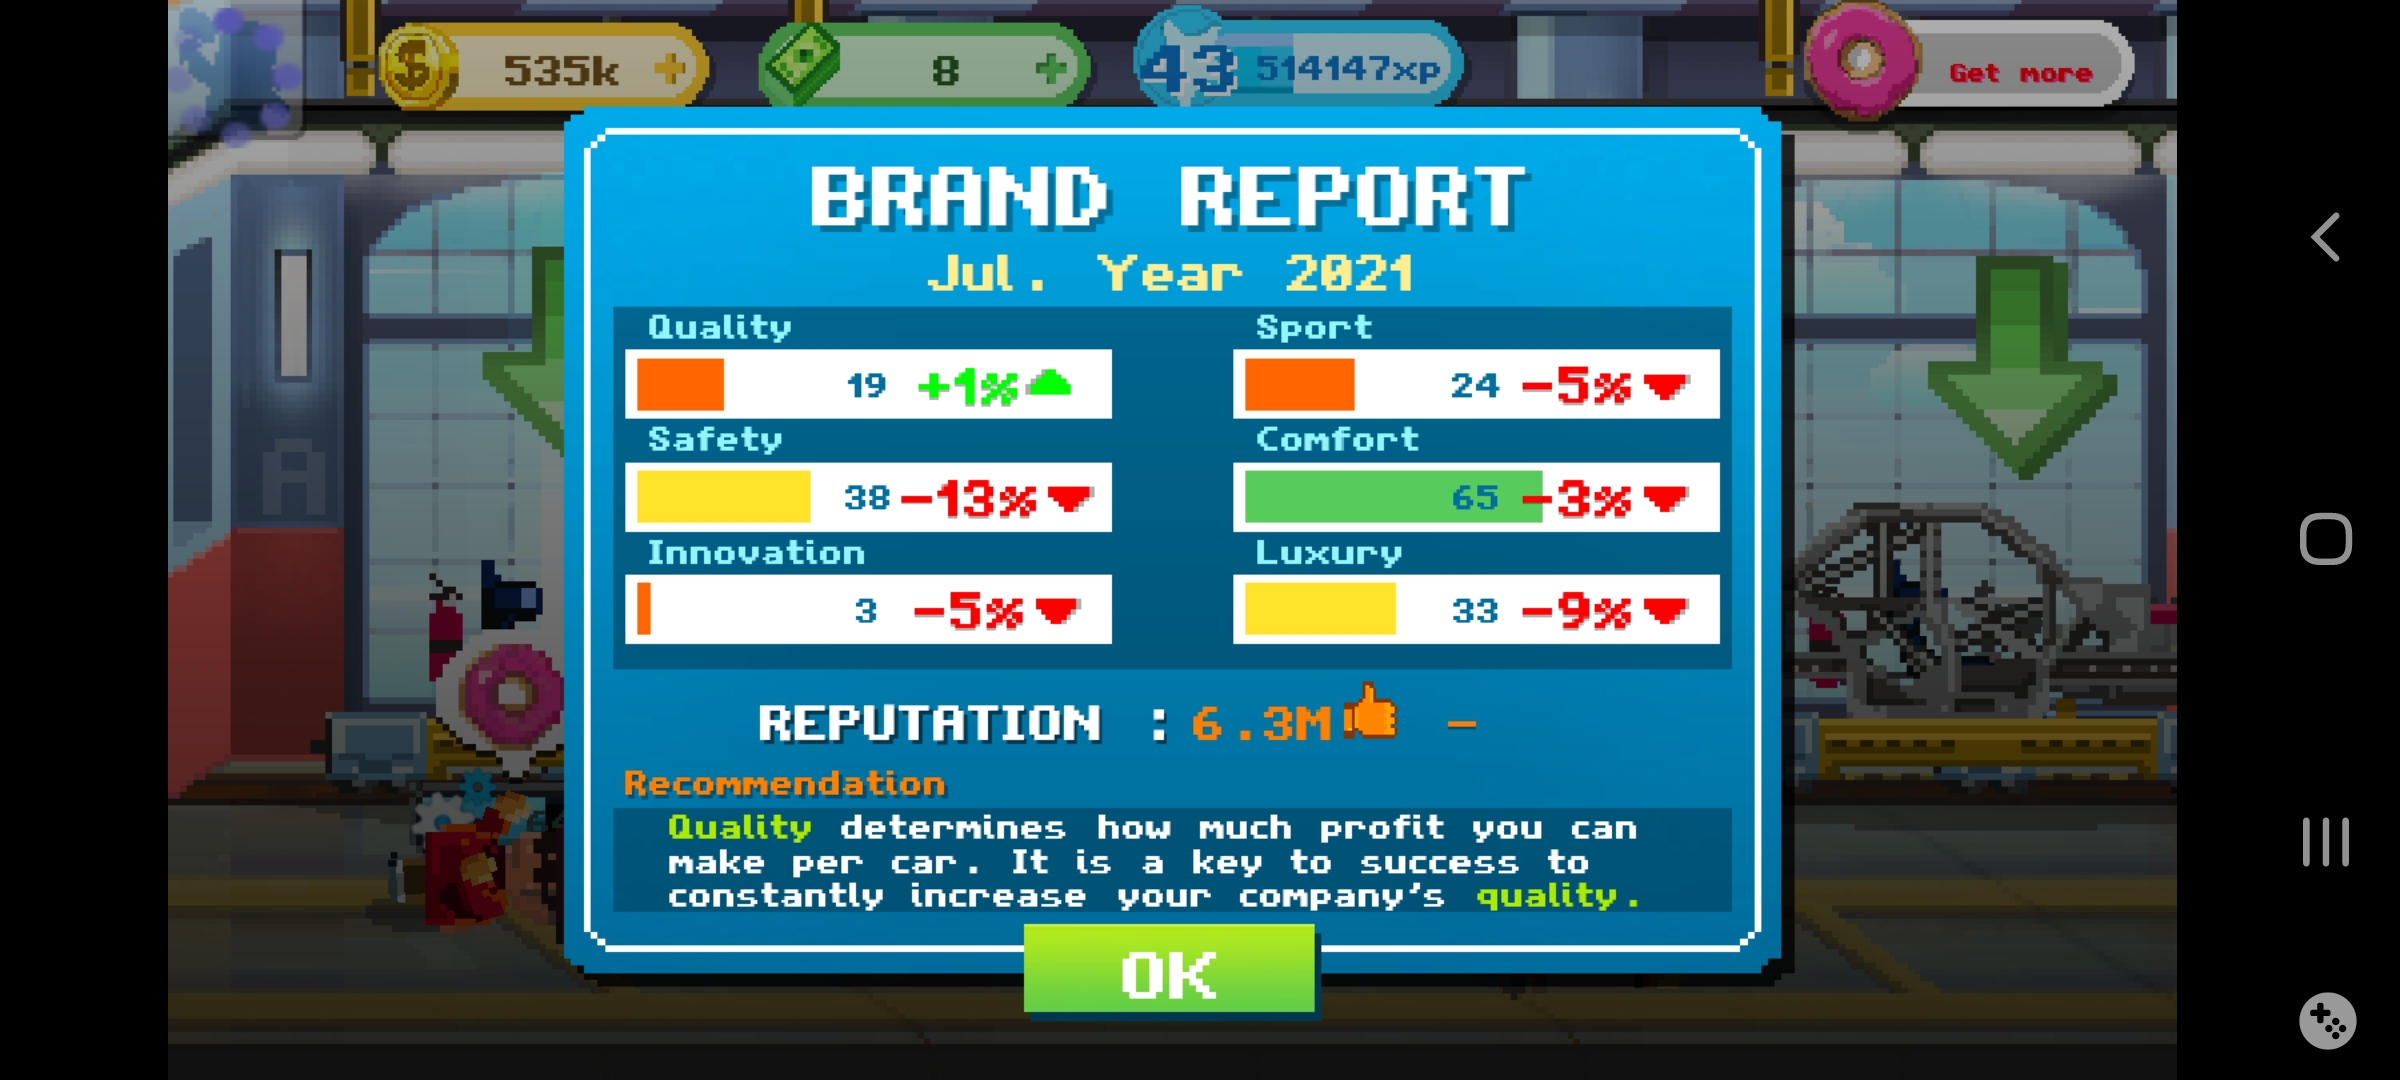 535k +
8 +
43 514147xp
Get more
BRAND REPORT
Jul. Year 2021
Quality
19 +1%
Sport
24 -5%
Safety
38 -13%
Comfort
65 -3%
Innovation
3 -5%
Luxury
33 -9%
A
REPUTATION : 6.3M -
Recommendation
Quality determines how much profit you can
make per car. It is a key to success to
constantly increase your company's quality.
OK